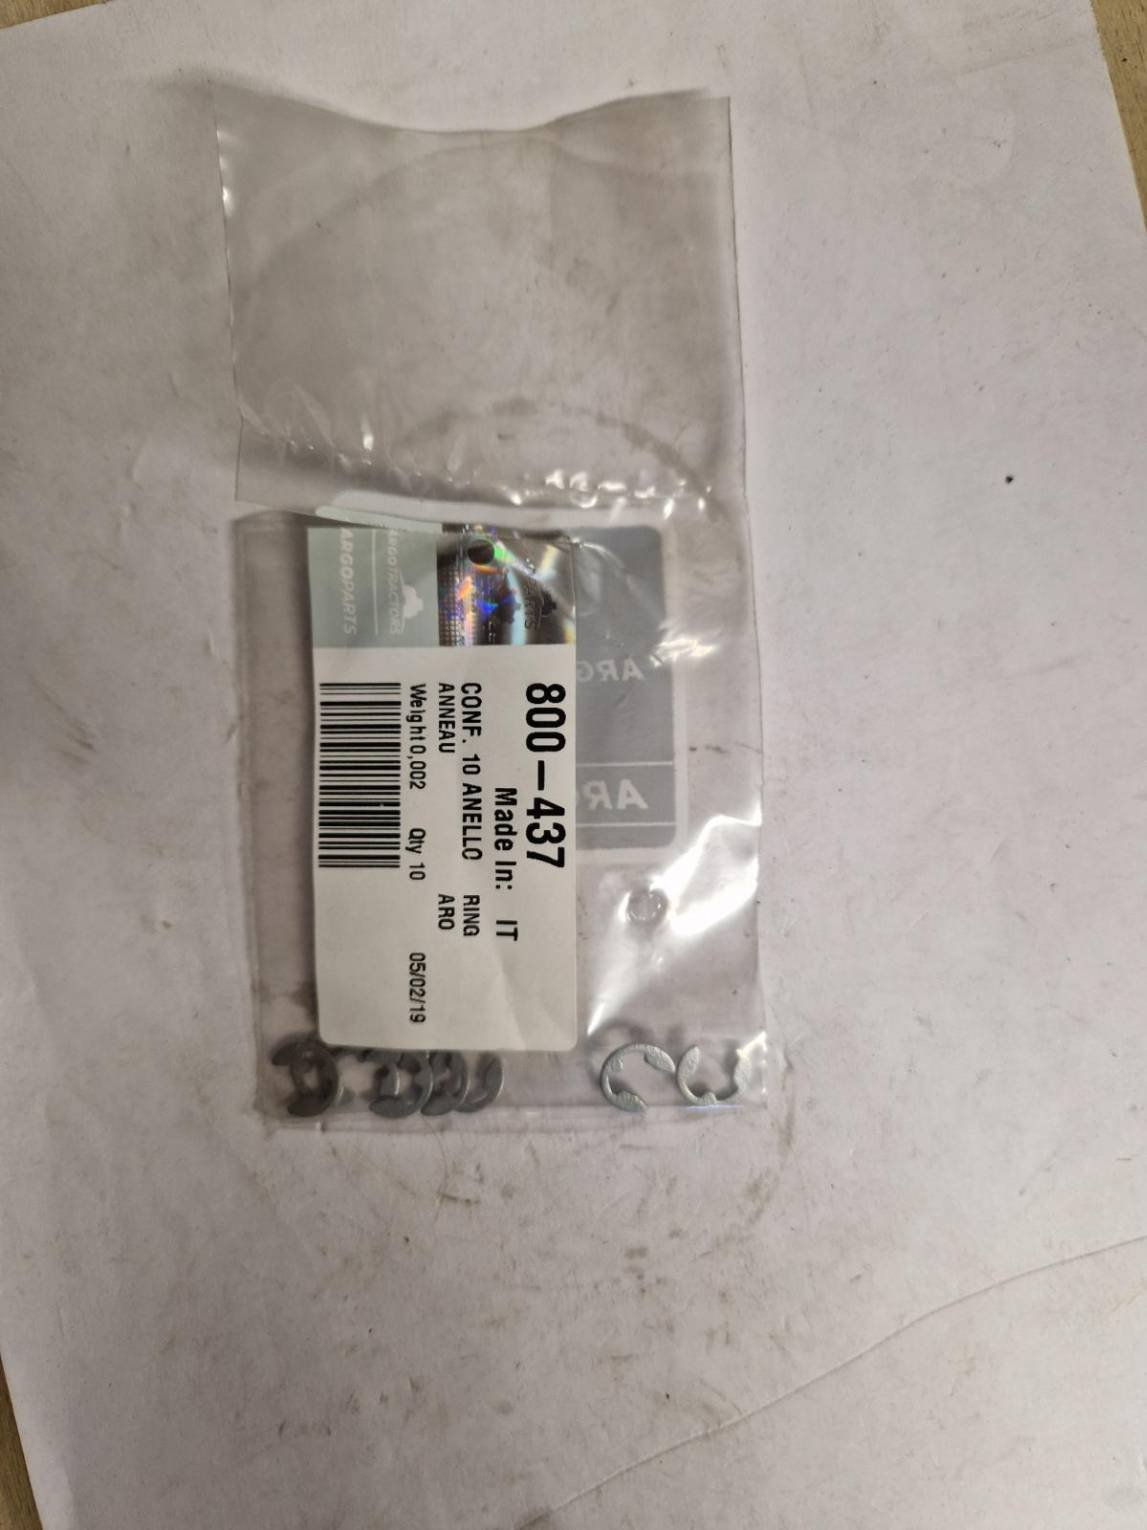 ARGOTRACTORS
ARGOPARTS
800-437
Made In: IT
CONF. 10 ANELLO RING
ANNEAU ARO
Weight 0,002 Qty 10 05/02/19